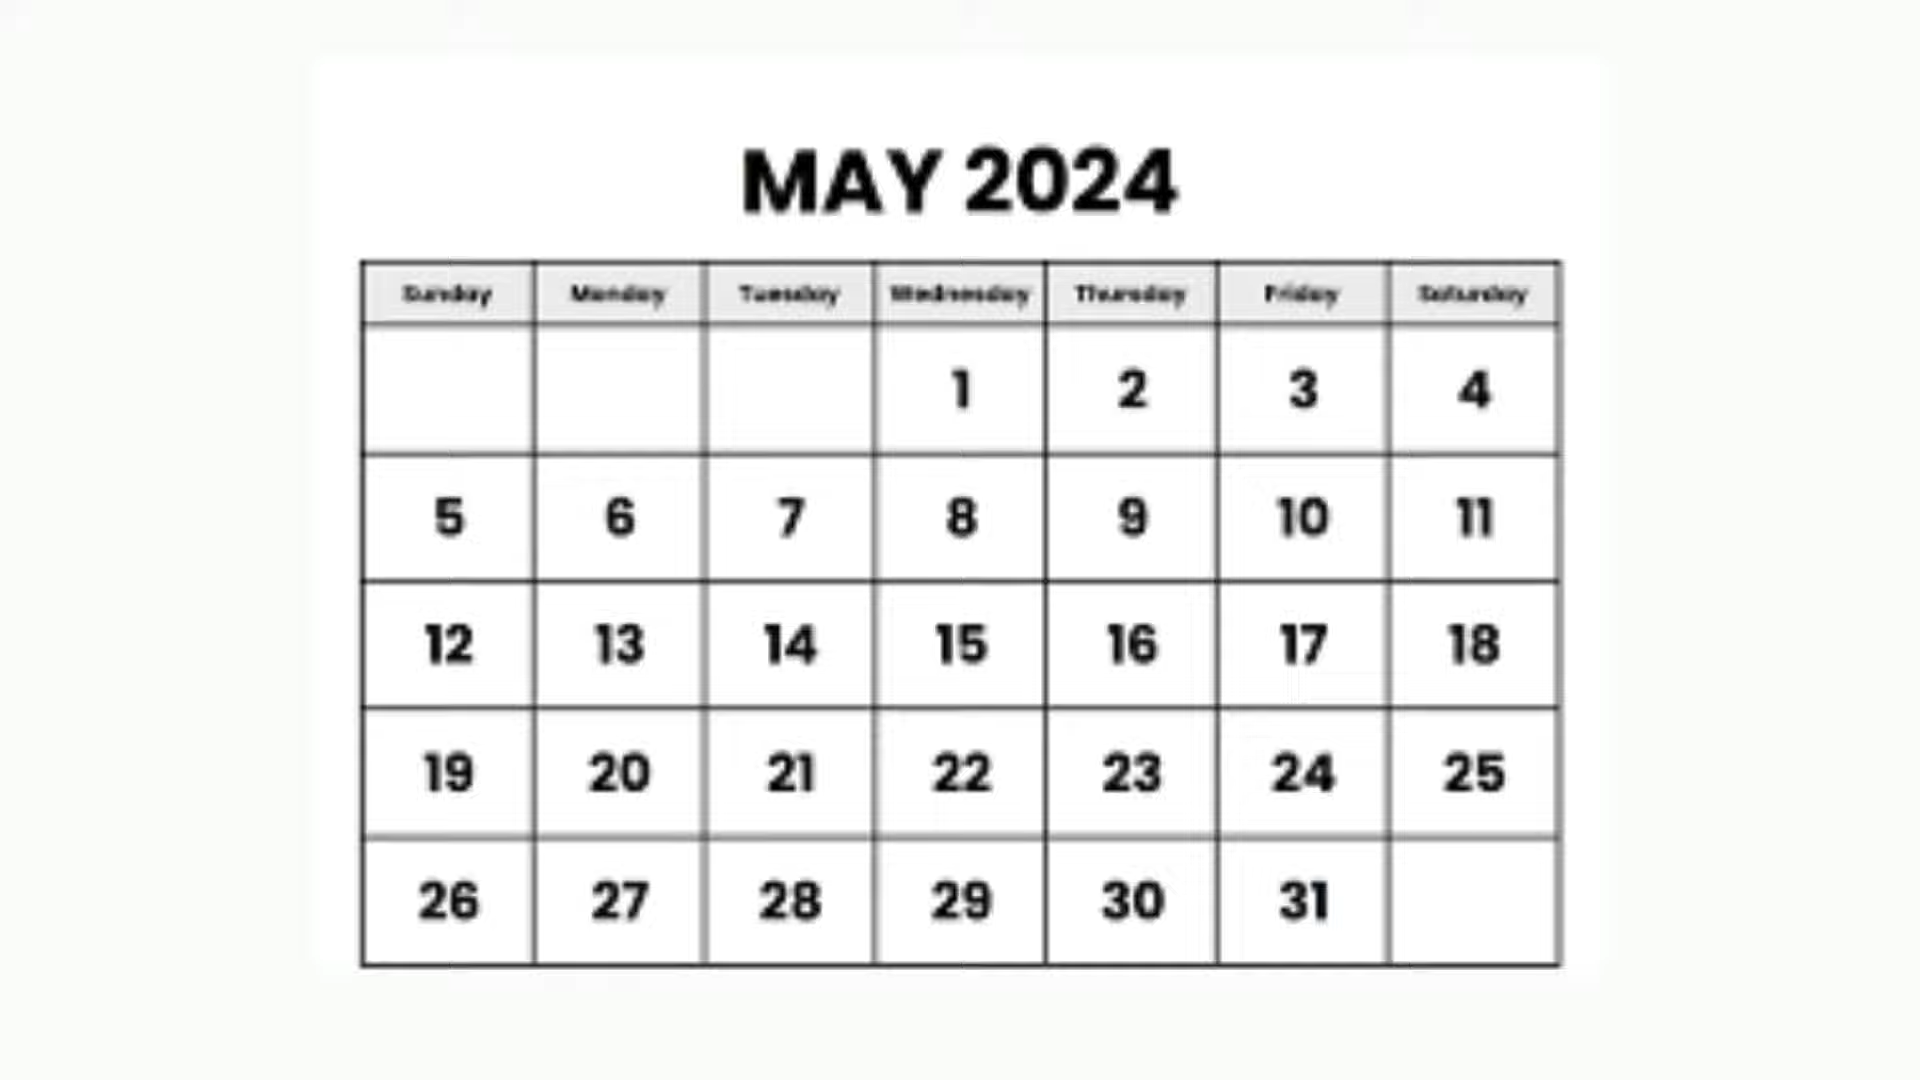 MAY 2024
Sunday Monday Tuesday Wednesday Thursday Friday Saturday
1 2 3 4
5 6 7 8 9 10 11
12 13 14 15 16 17 18
19 20 21 22 23 24 25
26 27 28 29 30 31